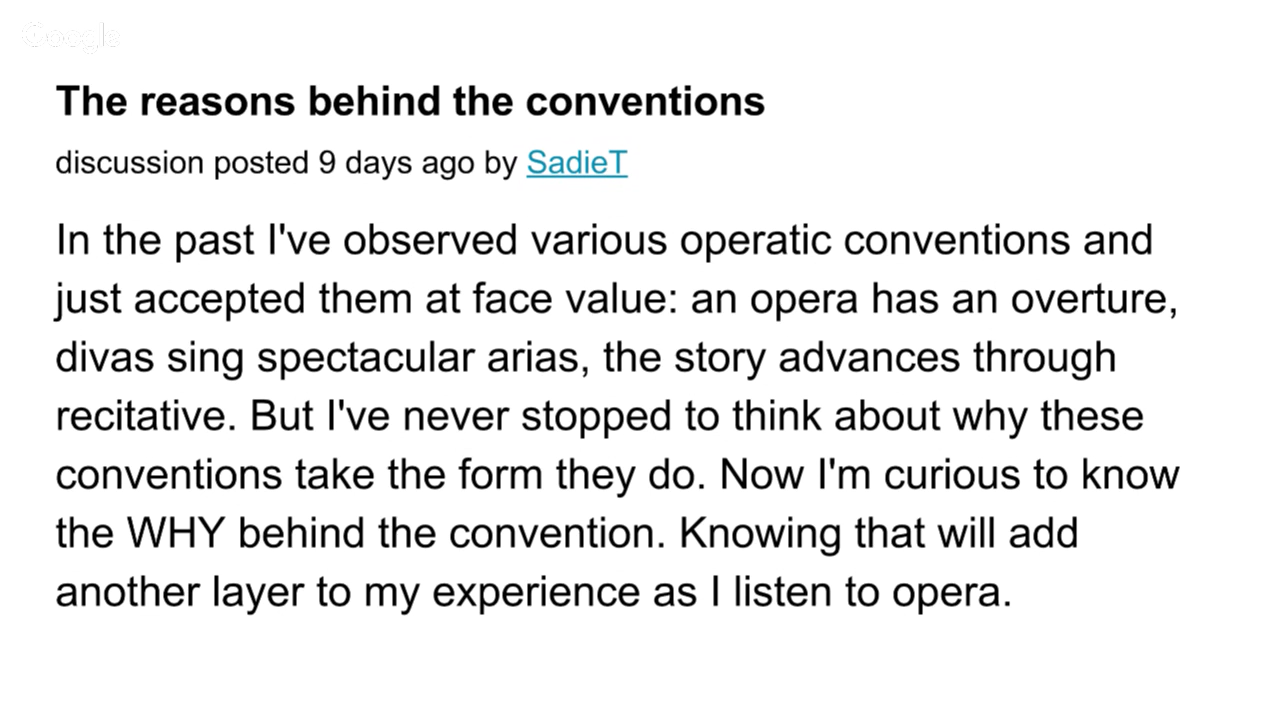 Google
The reasons behind the conventions
discussion posted 9 days ago by SadieT
In the past I've observed various operatic conventions and
just accepted them at face value: an opera has an overture,
divas sing spectacular arias, the story advances through
recitative. But I've never stopped to think about why these
conventions take the form they do. Now I'm curious to know
the WHY behind the convention. Knowing that will add
another layer to my experience as I listen to opera.